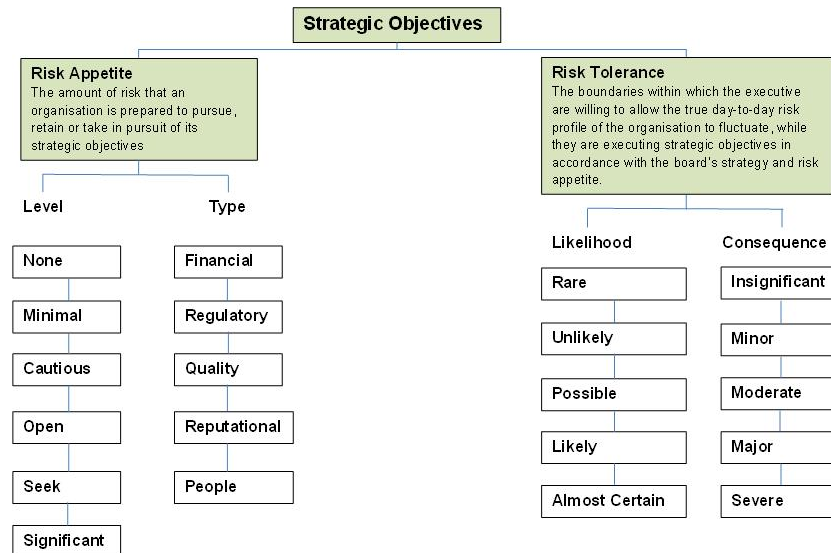 Strategic Objectives
Risk Appetite
The amount of risk that an
organisation is prepared to pursue,
retain or take in pursuit of its
strategic objectives
Level
Type
None
Minimal
Cautious
Open
Seek
Significant
Financial
Regulatory
Quality
Reputational
People
Risk Tolerance
The boundaries within which the executive
are willing to allow the true day-to-day risk
profile of the organisation to fluctuate, while
they are executing strategic objectives in
accordance with the board's strategy and risk
appetite.
Likelihood
Consequence
Rare
Unlikely
Possible
Likely
Almost Certain
Insignificant
Minor
Moderate
Major
Severe